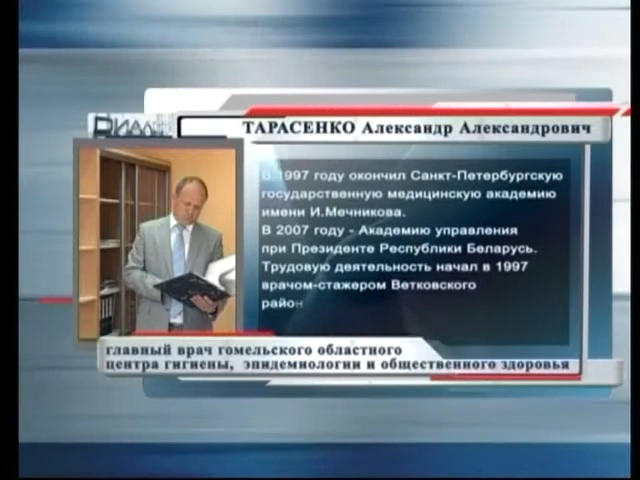 ТАРАСЕНКО Александр Александрович
В 1997 году окончил Санкт-Петербургскую
государственную медицинскую академию
имени И.Мечникова.
В 2007 году - Академию управления
при Президенте Республики Беларусь.
Трудовую деятельность начал в 1997
врачом-стажером Ветковского
район
главный врач гомельского областного
центра гигиены, эпидемиологии и общественного здоровья